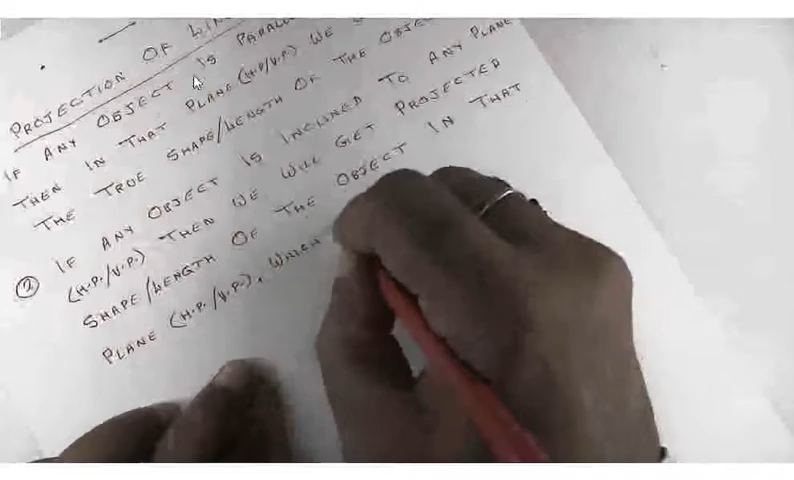 PROJECTION OF
IF ANY OBJECT IS PARALL
THEN IN THAT PLANE (H.P/V.P) WE
THE TRUE SHAPE/LENGTH OF THE OBJEC
② IF ANY OBJECT IS INCLINED TO ANY PLANE
(H.P./V.P.) THEN WE WILL GET PROJECTED
SHAPE/LENGTH OF THE OBJECT IN THAT
PLANE (H.P./V.P.), WHICH